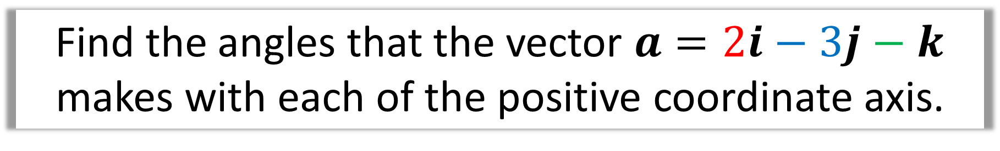 Find the angles that the vector 𝒂 = 2𝒊 − 3𝒋 − 𝒌
makes with each of the positive coordinate axis.